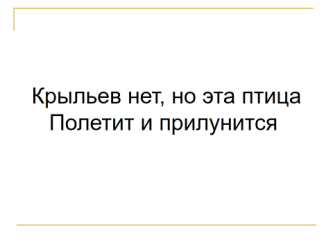 Крыльев нет, но эта птица
Полетит и прилунится